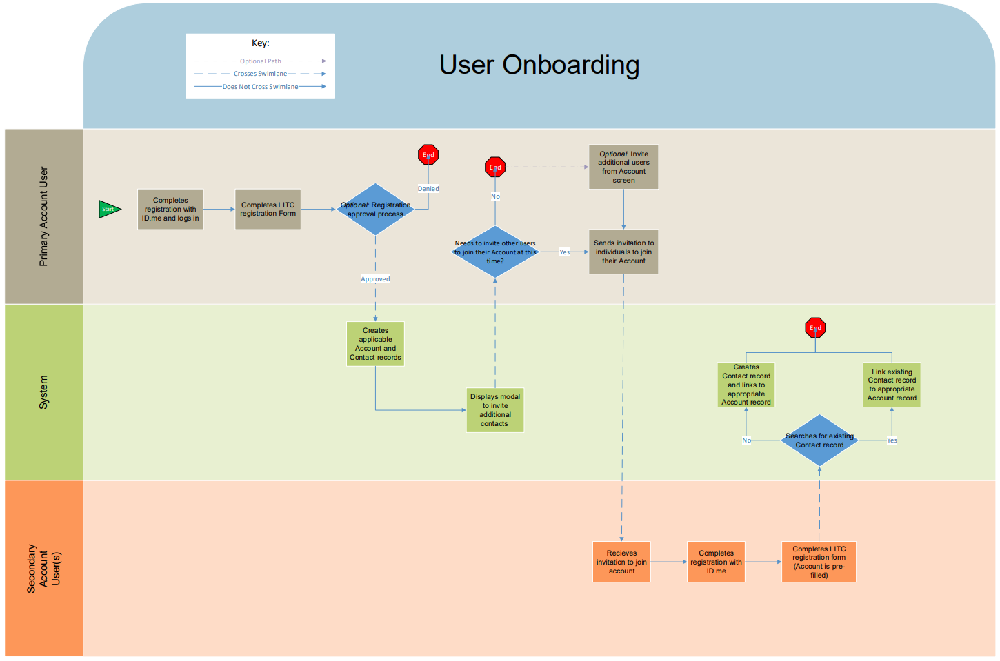 Key:
Optional Path
Crosses Swimlane
Does Not Cross Swimlane
User Onboarding
Primary Account User
Start
Completes
registration with
ID.me and logs in
Completes LITC
registration Form
Optional: Registration
approval process
Denied
End
Approved
End
No
Needs to invite other users
to join their Account at this
time?
Yes
Optional: Invite
additional users
from Account
screen
Sends invitation to
individuals to join
their Account
System
Creates
applicable
Account and
Contact records
Displays modal
to invite
additional
contacts
End
Creates
Contact record
and links to
appropriate
Account record
Link existing
Contact record
to appropriate
Account record
No
Searches for existing
Contact record
Yes
Secondary
Account
User(s)
Recieves
invitation to join
account
Completes
registration with
ID.me
Completes LITC
registration form
(Account is pre-
filled)